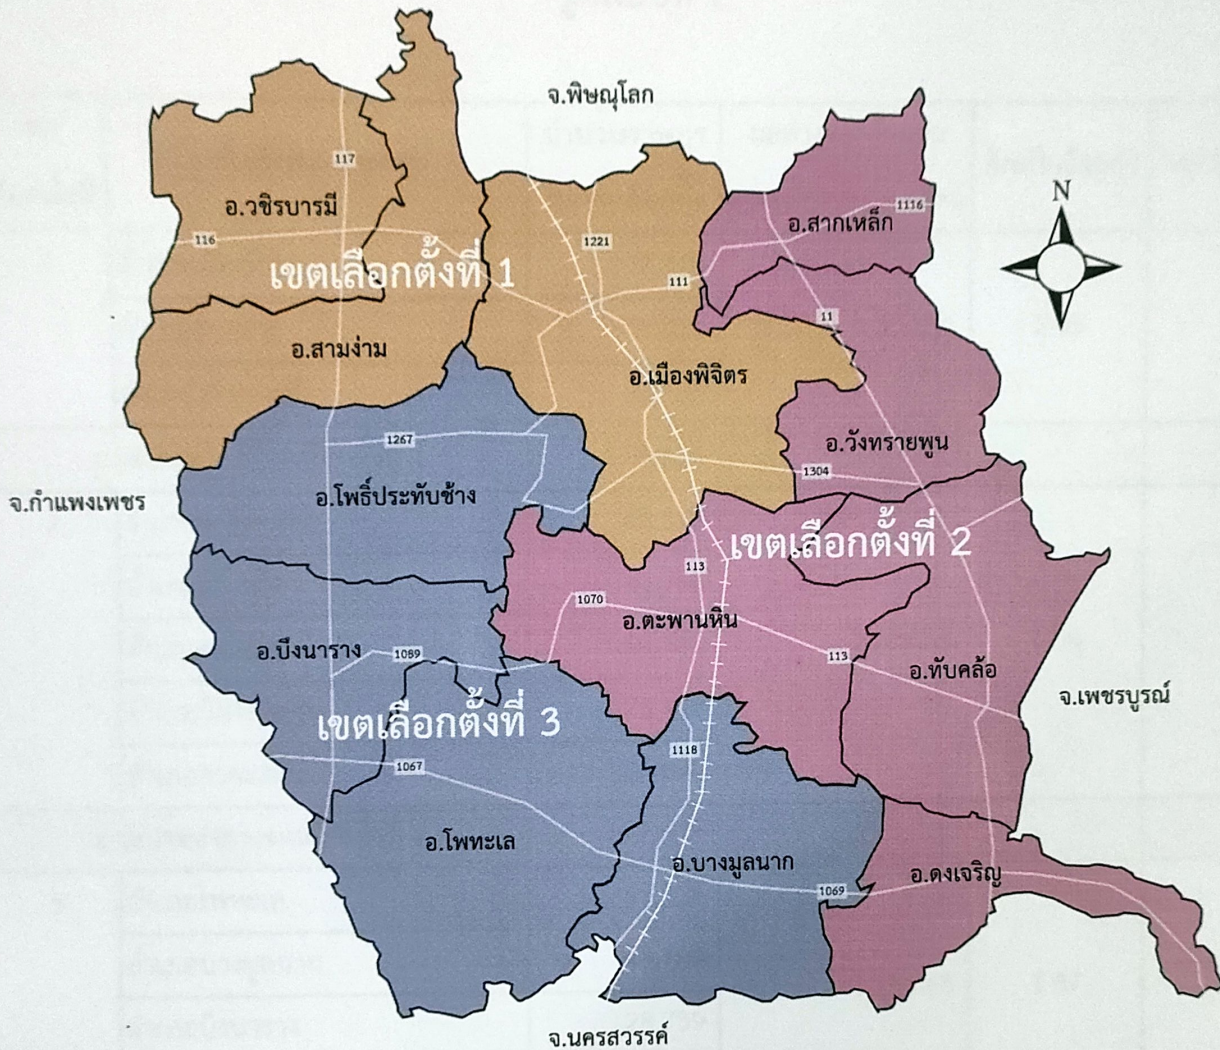 จ.พิษณุโลก
117
อ.วชิรบารมี
1116
N
อ.สากเหล็ก
116
1221
เขตเลือกตั้งที่ 1
111
11
อ.สามง่าม
อ.เมืองพิจิตร
1267
อ.วังทรายพูน
1304
จ.กำแพงเพชร
อ.โพธิ์ประทับช้าง
เขตเลือกตั้งที่ 2
113
1070
อ.ตะพานหิน
อ.บึงนาราง
1089
113
อ.ทับคล้อ
จ.เพชรบูรณ์
เขตเลือกตั้งที่ 3
1118
1067
อ.โพทะเล
อ.บางมูลนาก
อ.ดงเจริญ
1069
จ.นครสวรรค์